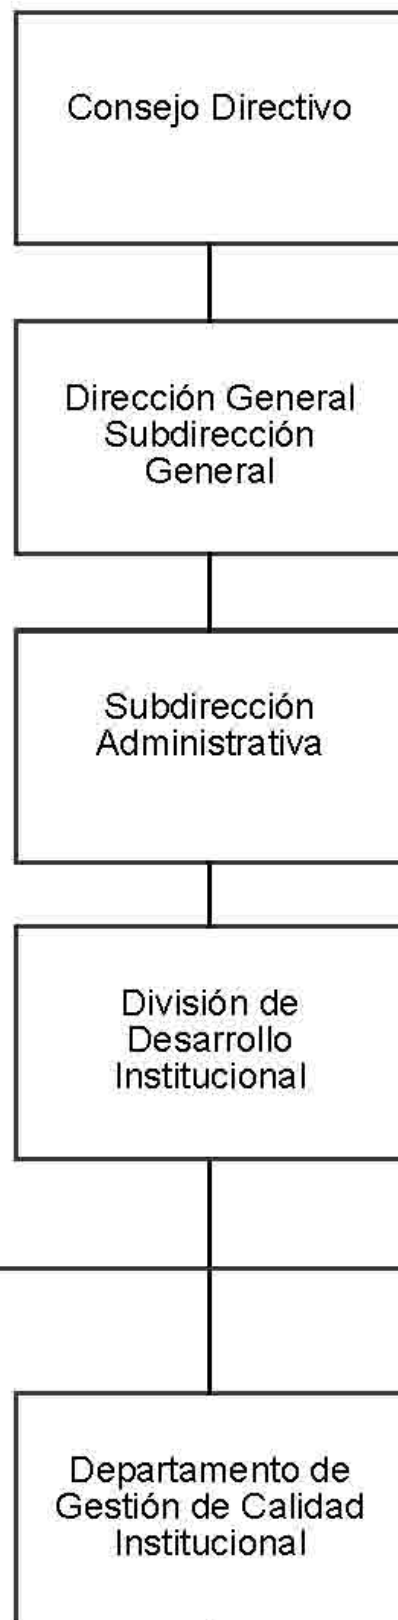 Consejo Directivo
Dirección General
Subdirección
General
Subdirección
Administrativa
División de
Desarrollo
Institucional
Departamento de
Gestión de Calidad
Institucional